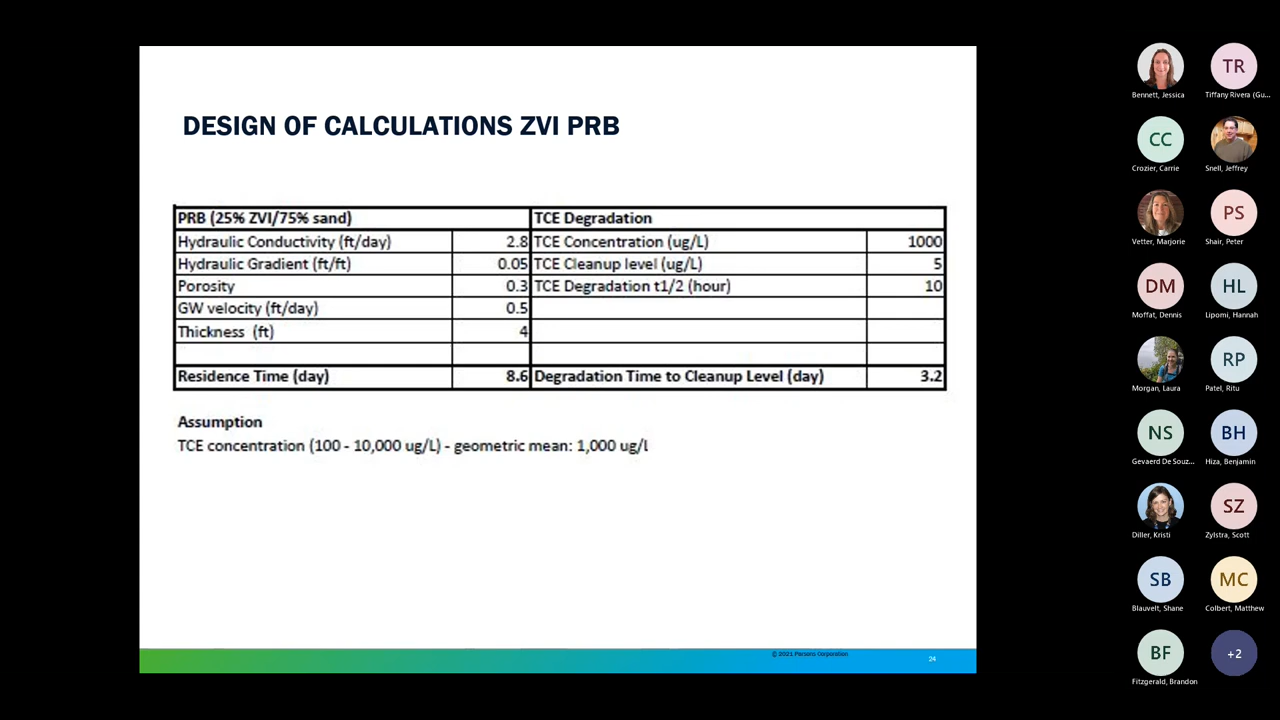 DESIGN OF CALCULATIONS ZVI PRB
PRB (25% ZVI/75% sand) TCE Degradation
Hydraulic Conductivity (ft/day) 2.8 TCE Concentration (ug/L) 1000
Hydraulic Gradient (ft/ft) 0.05 TCE Cleanup level (ug/L) 5
Porosity 0.3 TCE Degradation t1/2 (hour) 10
GW velocity (ft/day) 0.5
Thickness (ft) 4
Residence Time (day) 8.6 Degradation Time to Cleanup Level (day) 3.2
Assumption
TCE concentration (100 - 10,000 ug/L) - geometric mean: 1,000 ug/l
© 2021 Parsons Corporation
24
TR
Bennett, Jessica Tiffany Rivera (Gu...
CC
Crozier, Carrie Snell, Jeffrey
PS
Vetter, Marjorie Shair, Peter
DM HL
Moffat, Dennis Lipomi, Hannah
RP
Morgan, Laura Patel, Ritu
NS BH
Gevaerd De Souz... Hiza, Benjamin
SZ
Diller, Kristi Zylstra, Scott
SB MC
Blauvelt, Shane Colbert, Matthew
BF +2
Fitzgerald, Brandon